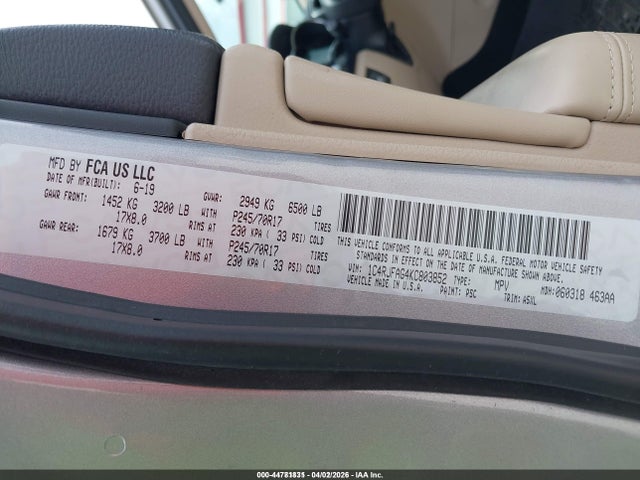 MFD BY FCA US LLC
DATE OF MFR(BUILT): 6-19 GVWR: 2949 KG 6500 LB
GAWR FRONT: 1452 KG 3200 LB WITH P245/70R17 TIRES
17X8.0 RIMS AT 230 KPA ( 33 PSI) COLD
GAWR REAR: 1679 KG 3700 LB WITH P245/70R17 TIRES
17X8.0 RIMS AT 230 KPA ( 33 PSI) COLD
THIS VEHICLE CONFORMS TO ALL APPLICABLE U.S.A. FEDERAL MOTOR VEHICLE SAFETY
STANDARDS IN EFFECT ON THE DATE OF MANUFACTURE SHOWN ABOVE.
VIN: 1C4RJFAG4KC803852 TYPE: MPV MDH: 060318 463AA
VEHICLE MADE IN U.S.A. PAINT: PSC TRIM: A5VL
000-44781831 - 04/02/2026 - IAA Inc.